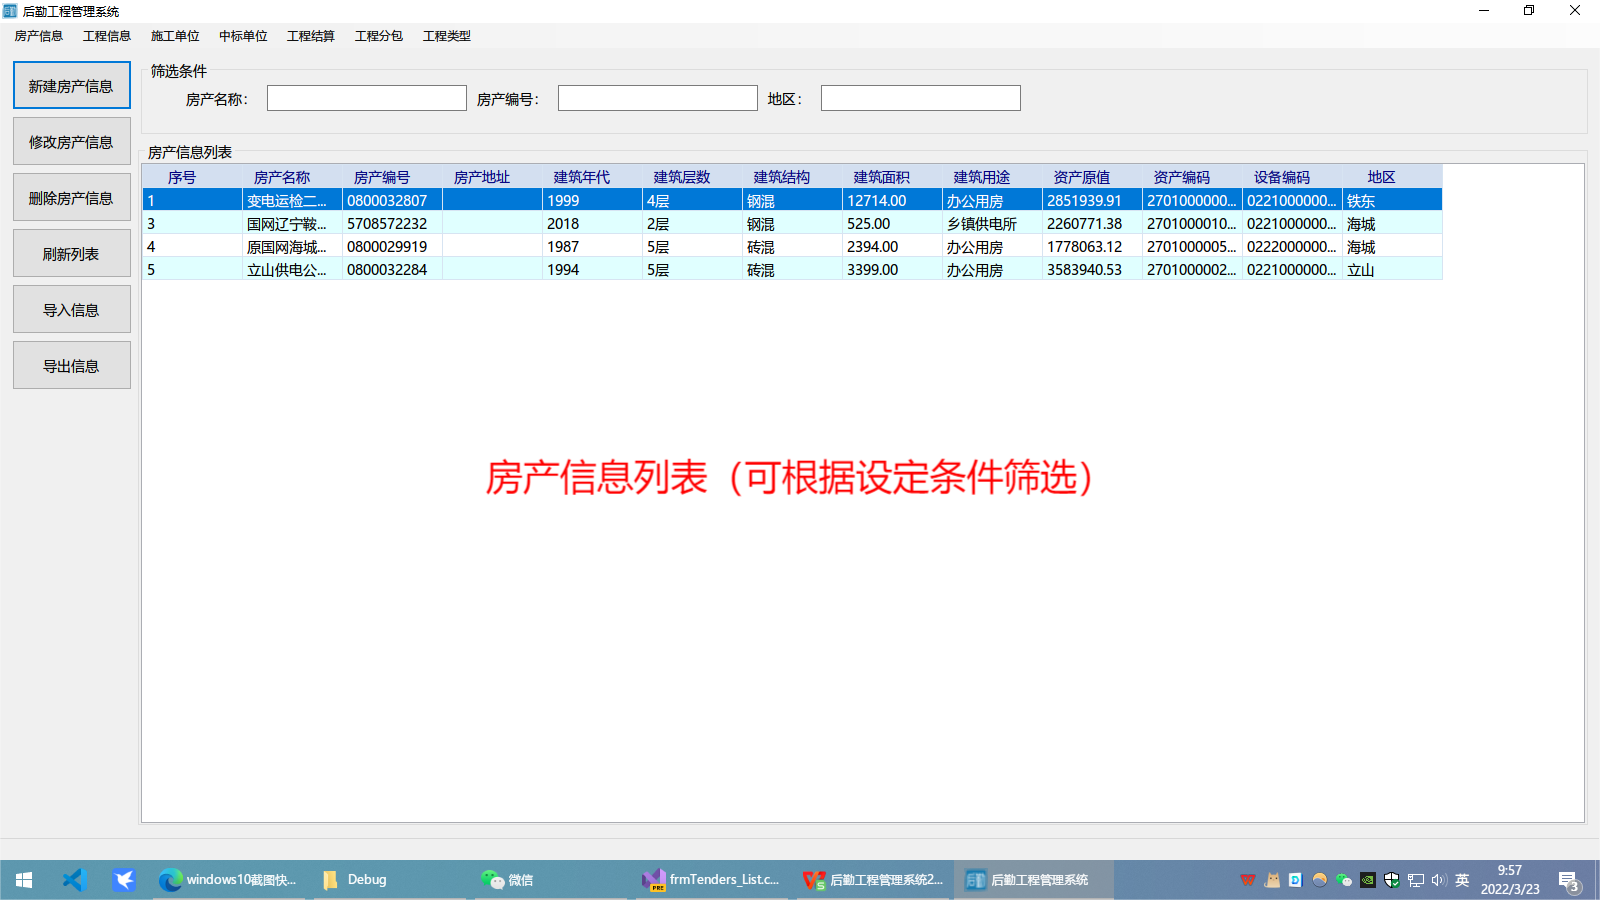 后勤工程管理系统
房产信息 工程信息 施工单位 中标单位 工程结算 工程分包 工程类型
新建房产信息
修改房产信息
删除房产信息
刷新列表
导入信息
导出信息
筛选条件
房产名称： 房产编号： 地区：
房产信息列表
序号 房产名称 房产编号 房产地址 建筑年代 建筑层数 建筑结构 建筑面积 建筑用途 资产原值 资产编码 设备编码 地区
1 变电运检二... 0800032807 1999 4层 钢混 12714.00 办公用房 2851939.91 2701000000... 0221000000... 铁东
3 国网辽宁鞍... 5708572232 2018 2层 钢混 525.00 乡镇供电所 2260771.38 2701000010... 0221000000... 海城
4 原国网海城... 0800029919 1987 5层 砖混 2394.00 办公用房 1778063.12 2701000005... 0222000000... 海城
5 立山供电公... 0800032284 1994 5层 砖混 3399.00 办公用房 3583940.53 2701000002... 0221000000... 立山
房产信息列表（可根据设定条件筛选）
windows10截图快... Debug 微信 frmTenders_List.c... 后勤工程管理系统2... 后勤工程管理系统
英
9:57
2022/3/23
3